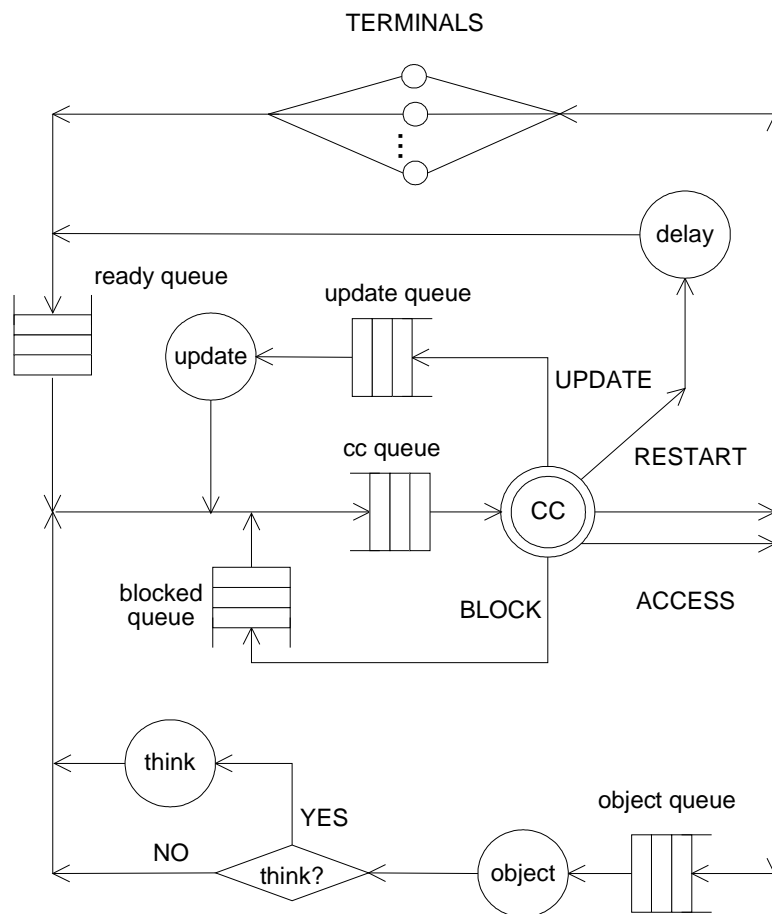 TERMINALS
delay
ready queue
update queue
update
UPDATE
cc queue
RESTART
CC
blocked
queue
BLOCK
ACCESS
think
object queue
YES
NO
think?
object